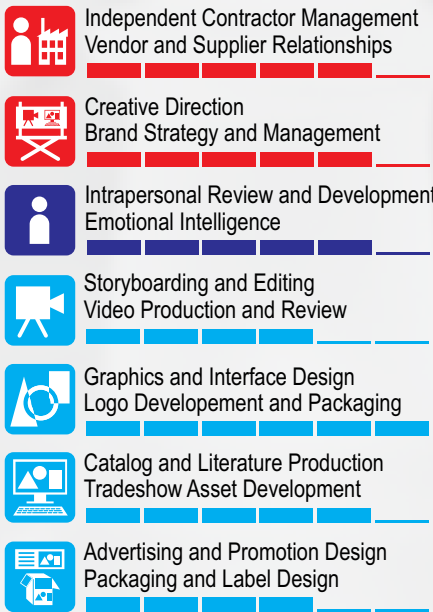 Independent Contractor Management
Vendor and Supplier Relationships
Creative Direction
Brand Strategy and Management
Intrapersonal Review and Development
Emotional Intelligence
Storyboarding and Editing
Video Production and Review
Graphics and Interface Design
Logo Developement and Packaging
Catalog and Literature Production
Tradeshow Asset Development
Advertising and Promotion Design
Packaging and Label Design